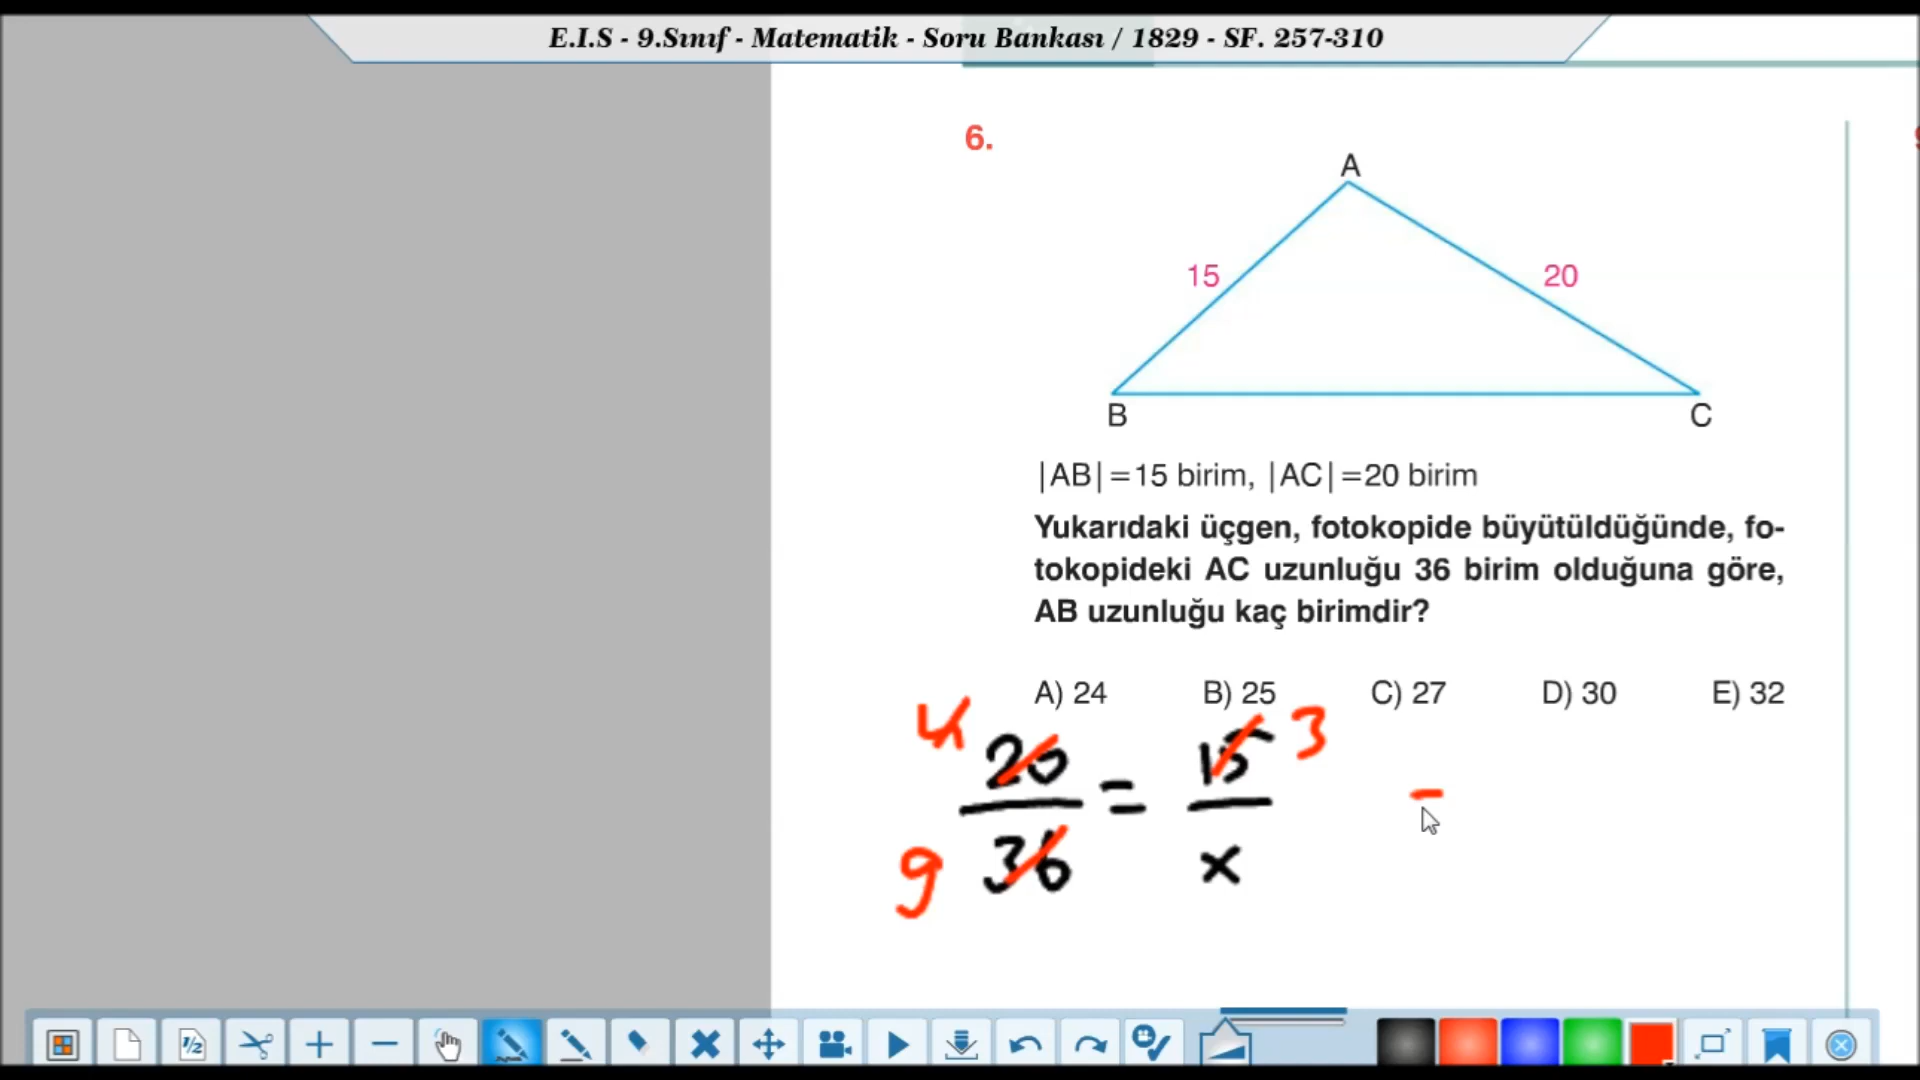 E.I.S - 9.Sınıf - Matematik - Soru Bankası / 1829 - SF. 257-310
6.
A
15
20
B
C
|AB|=15 birim, |AC|=20 birim
Yukarıdaki üçgen, fotokopide büyütüldüğünde, fo-
tokopideki AC uzunluğu 36 birim olduğuna göre,
AB uzunluğu kaç birimdir?
A) 24 B) 25 C) 27 D) 30 E) 32
4 20 = 15 3 -
9 36 x
1/2